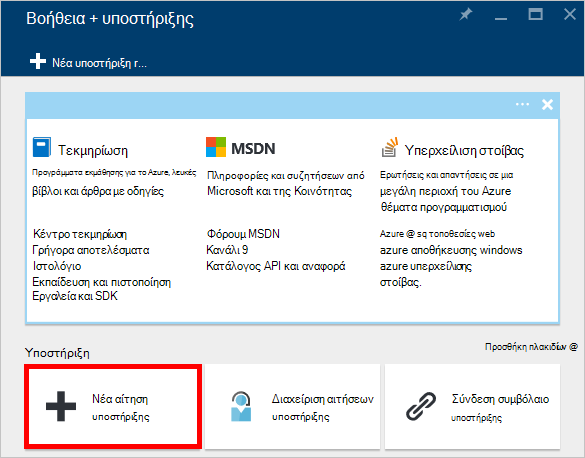 Βοήθεια + υποστήριξης
Νέα υποστήριξη r...
Τεκμηρίωση
Προγράμματα εκμάθησης για το Azure, λευκές
βίβλοι και άρθρα με οδηγίες
Κέντρο τεκμηρίωση
Γρήγορα αποτελέσματα
Ιστολόγιο
Εκπαίδευση και πιστοποίηση
Εργαλεία και SDK
MSDN
Πληροφορίες και συζητήσεων από
Microsoft και της Κοινότητας
Φόρουμ MSDN
Κανάλι 9
Κατάλογος API και αναφορά
Υπερχείλιση στοίβας
Ερωτήσεις και απαντήσεις σε μια
μεγάλη περιοχή του Azure
θέματα προγραμματισμού
Azure @ sq τοποθεσίες web
azure αποθήκευσης windows
azure υπερχείλισης
στοίβας.
Υποστήριξη
Προσθήκη πλακιδίων @
Νέα αίτηση
υποστήριξης
Διαχείριση αιτήσεων
υποστήριξης
Σύνδεση συμβόλαιο
υποστήριξης